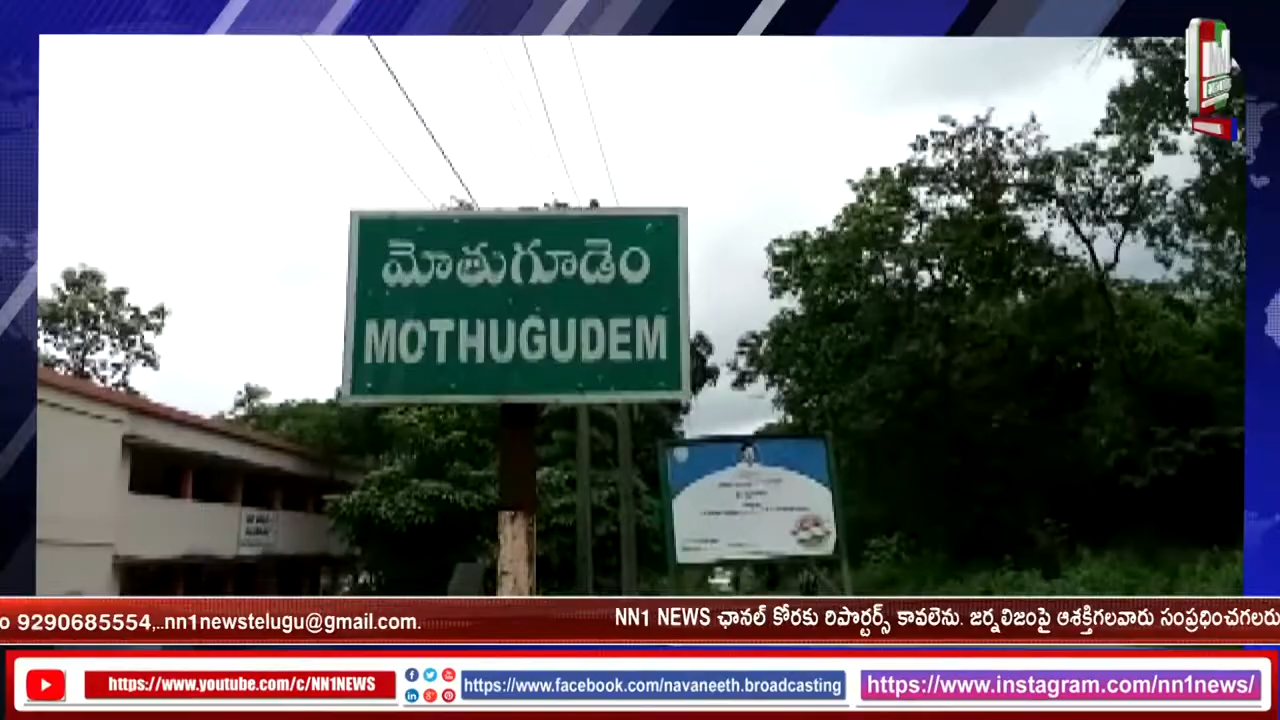 మోతుగూడెం
MOTHUGUDEM
9290685554,..nn1newstelugu@gmail.com.
NN1 NEWS ఛానల్ కోరకు రిపొర్టర్స్ కావలెను. జర్నలిజంపై ఆశక్తిగలవారు సంప్రధించగలరు
https://www.youtube.com/c/NN1NEWS
https://www.facebook.com/navaneeth.broadcasting
https://www.instagram.com/nn1news/